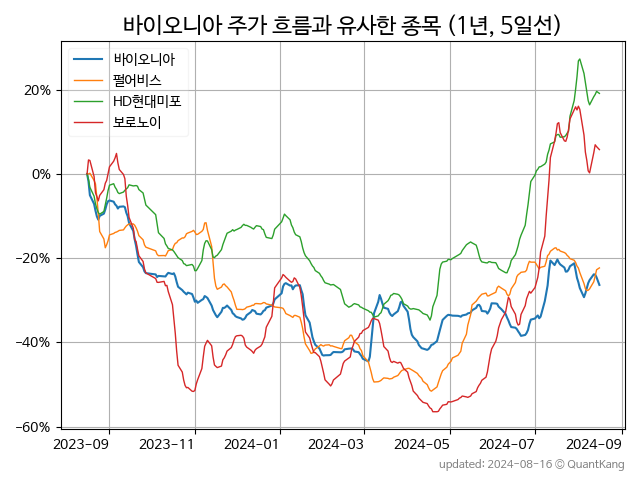 바이오니아 주가 흐름과 유사한 종목 (1년, 5일선)
바이오니아
펄어비스
HD현대미포
보로노이
20%
0%
−20%
−40%
−60%
2023-09 2023-11 2024-01 2024-03 2024-05 2024-07 2024-09
updated: 2024-08-16 © QuantKang